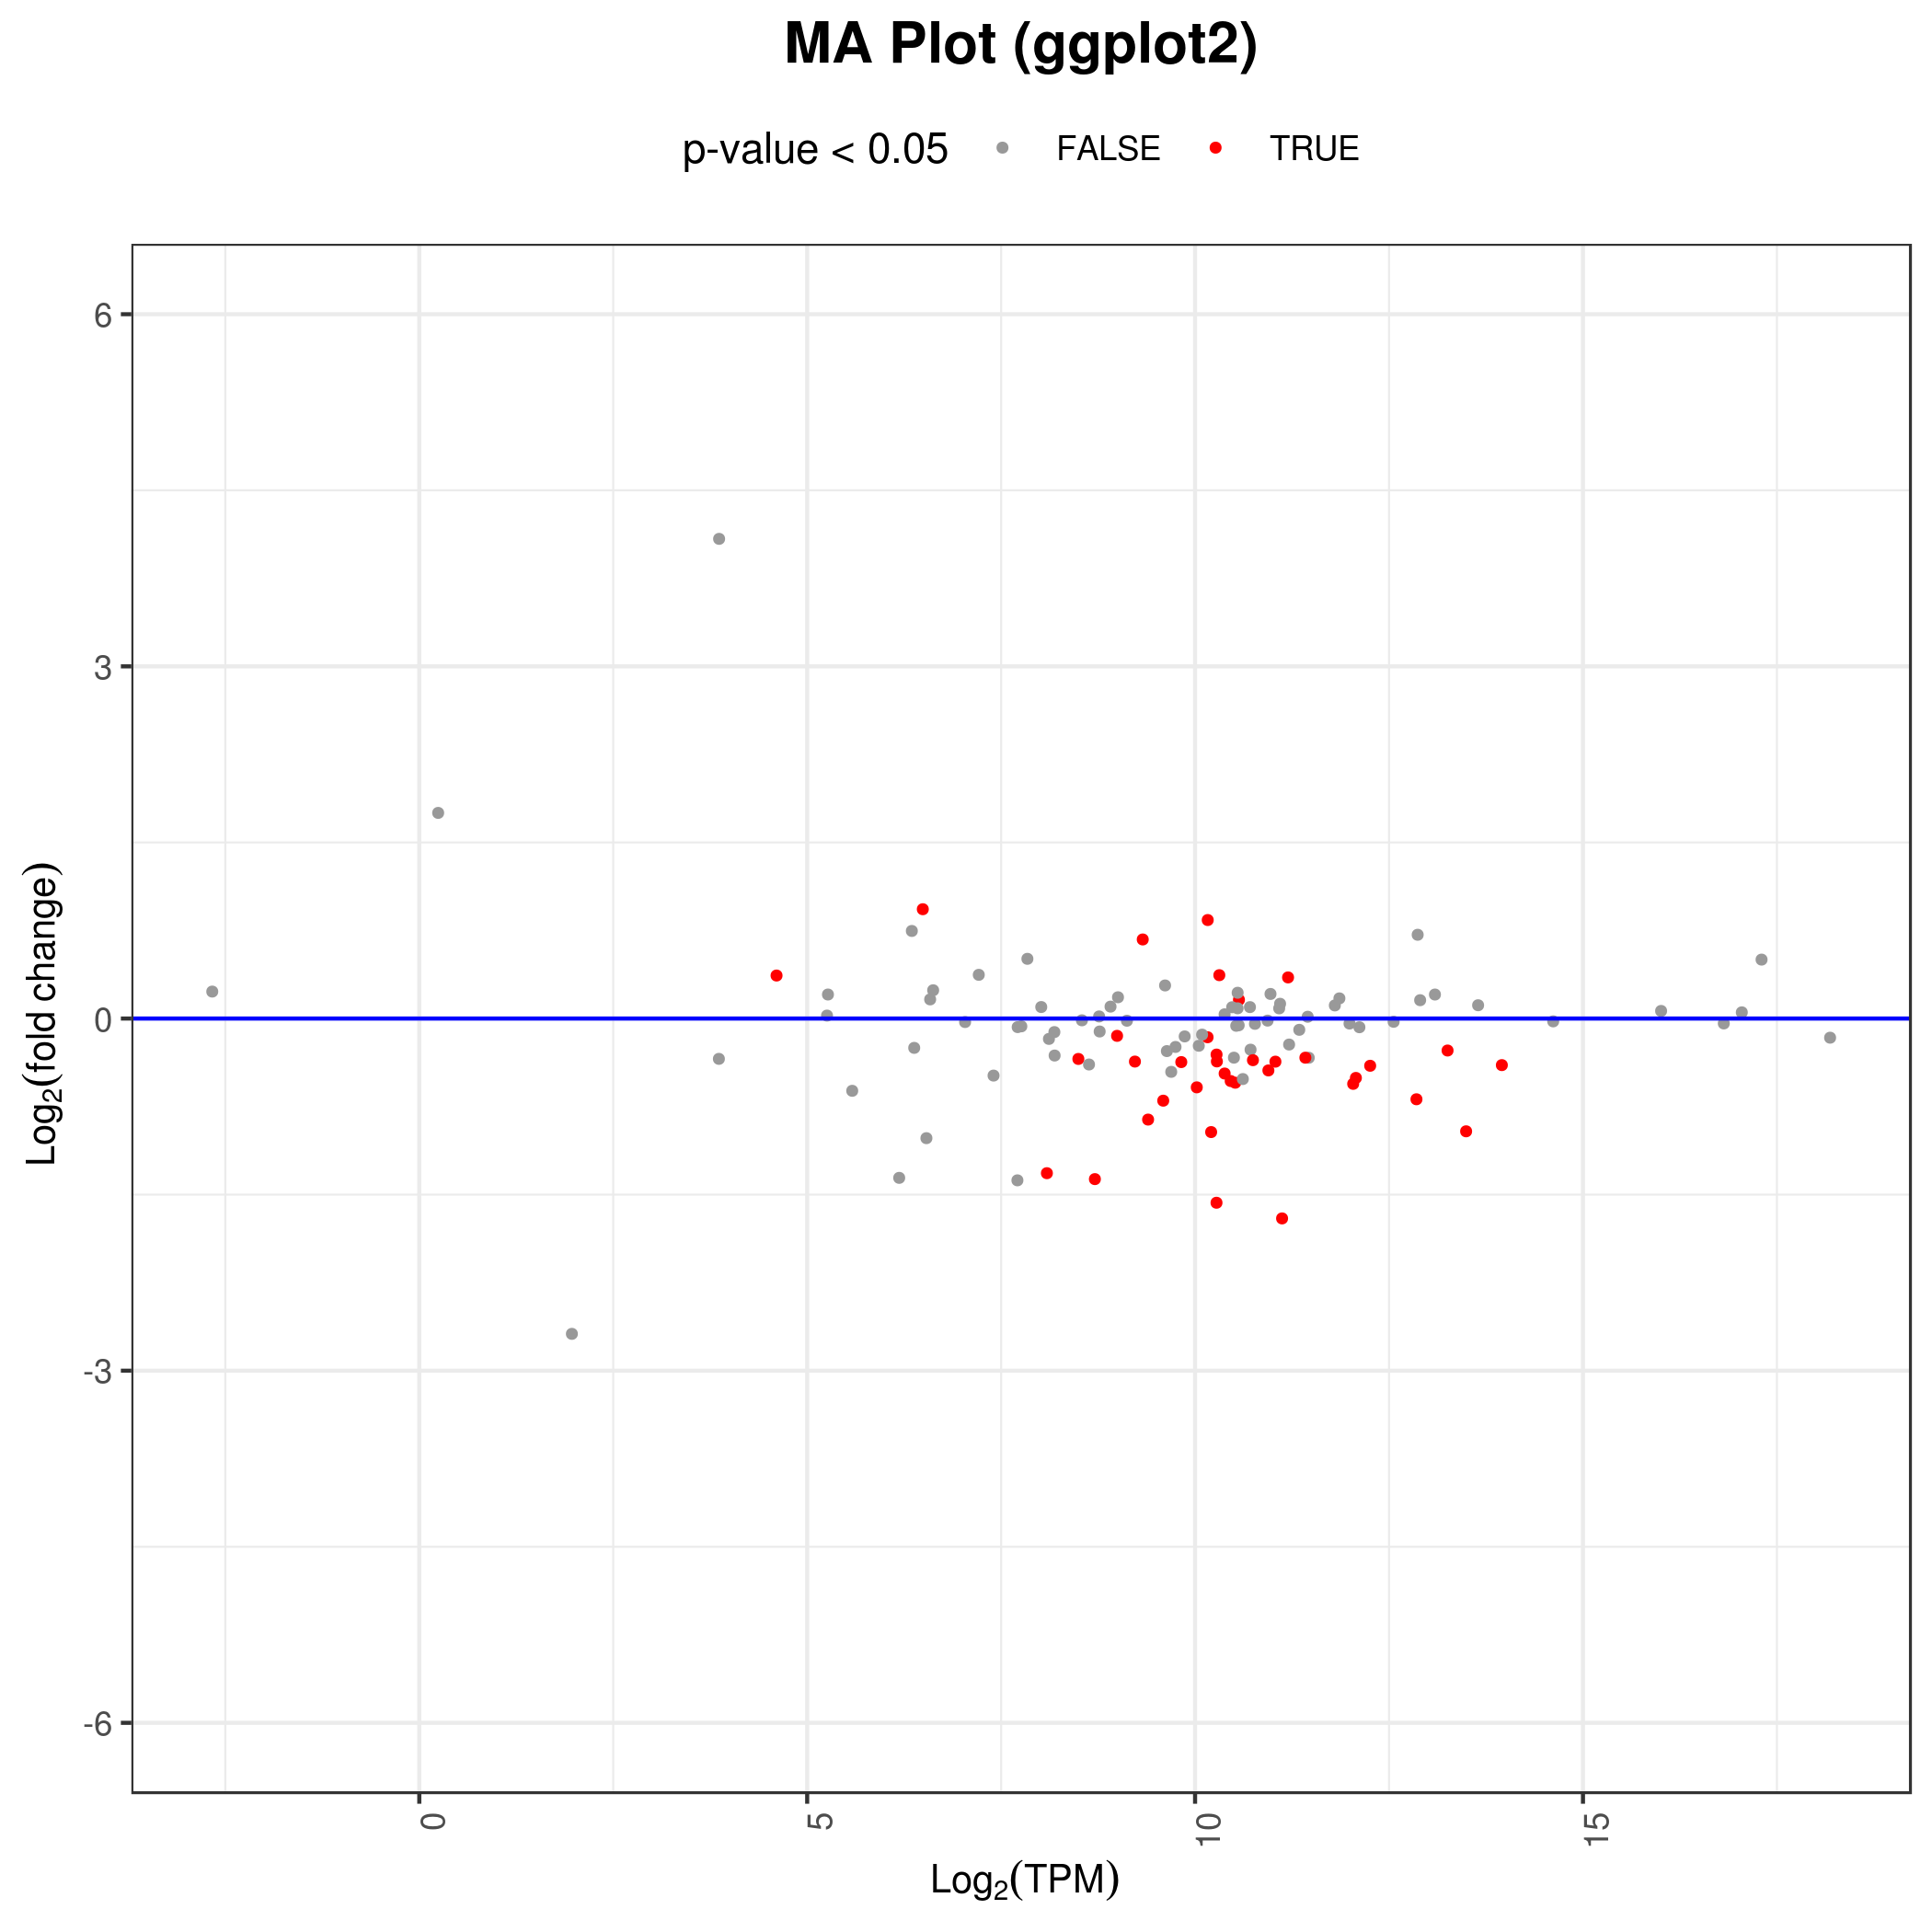 MA Plot (ggplot2)
p-value < 0.05 FALSE TRUE
Log₂(fold change)
6
3
0
-3
-6
0 5 10 15
Log₂(TPM)